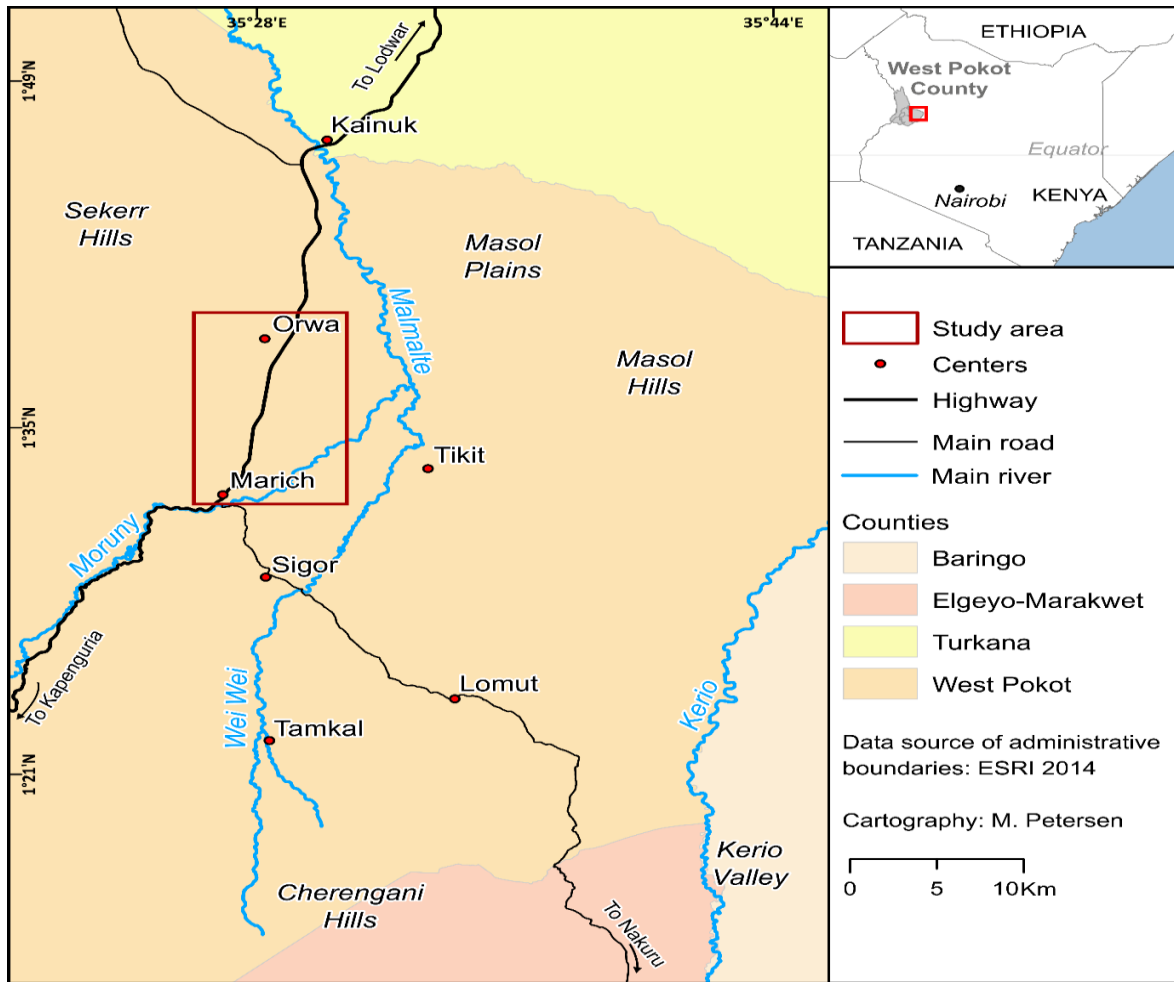 35°28'E
35°44'E
1°49'N
1°35'N
1°21'N
To Lodwar
Kainuk
Sekerr
Hills
Masol
Plains
Malmalte
Orwa
Masol
Hills
Tikit
Marich
Moruny
Sigor
To Kapenguria
Wei Wei
Lomut
Kerio
Tamkal
Cherengani
Hills
Kerio
Valley
To Nakuru
ETHIOPIA
West Pokot
County
Equator
Nairobi
KENYA
TANZANIA
Study area
Centers
Highway
Main road
Main river
Counties
Baringo
Elgeyo-Marakwet
Turkana
West Pokot
Data source of administrative
boundaries: ESRI 2014
Cartography: M. Petersen
0 5 10Km